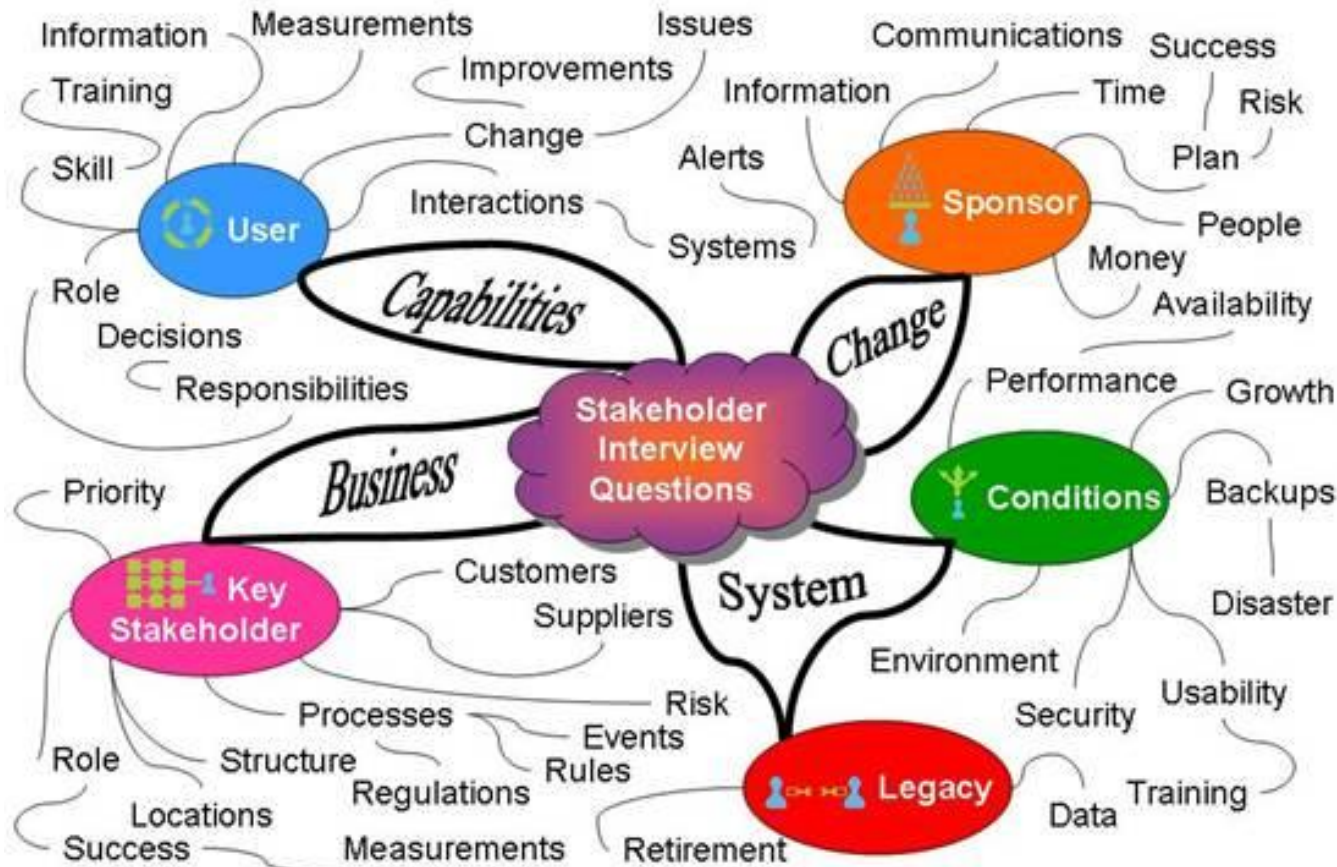 Information
Measurements
Issues
Improvements
Training
Change
Skill
Interactions
Systems
Alerts
User
Role
Decisions
Responsibilities
Capabilities
Communications
Success
Information
Time
Risk
Plan
Sponsor
People
Money
Change
Availability
Performance
Growth
Conditions
Backups
Disaster
Environment
Security
Usability
Training
Stakeholder
Interview
Questions
Business
System
Priority
Key
Stakeholder
Customers
Suppliers
Risk
Processes
Events
Rules
Regulations
Structure
Role
Locations
Success
Measurements
Legacy
Data
Retirement